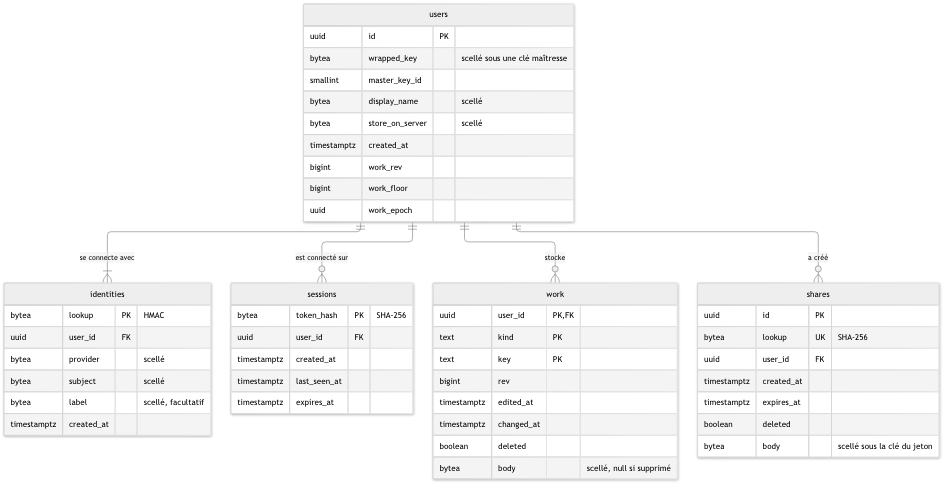 users
uuid id PK
bytea wrapped_key scellé sous une clé maîtresse
smallint master_key_id
bytea display_name scellé
bytea store_on_server scellé
timestamptz created_at
bigint work_rev
bigint work_floor
uuid work_epoch
se connecte avec
est connecté sur
stocke
a créé
identities
bytea lookup PK HMAC
uuid user_id FK
bytea provider scellé
bytea subject scellé
bytea label scellé, facultatif
timestamptz created_at
sessions
bytea token_hash PK SHA-256
uuid user_id FK
timestamptz created_at
timestamptz last_seen_at
timestamptz expires_at
work
uuid user_id PK,FK
text kind PK
text key PK
bigint rev
timestamptz edited_at
timestamptz changed_at
boolean deleted
bytea body scellé, null si supprimé
shares
uuid id PK
bytea lookup UK SHA-256
uuid user_id FK
timestamptz created_at
timestamptz expires_at
boolean deleted
bytea body scellé sous la clé du jeton